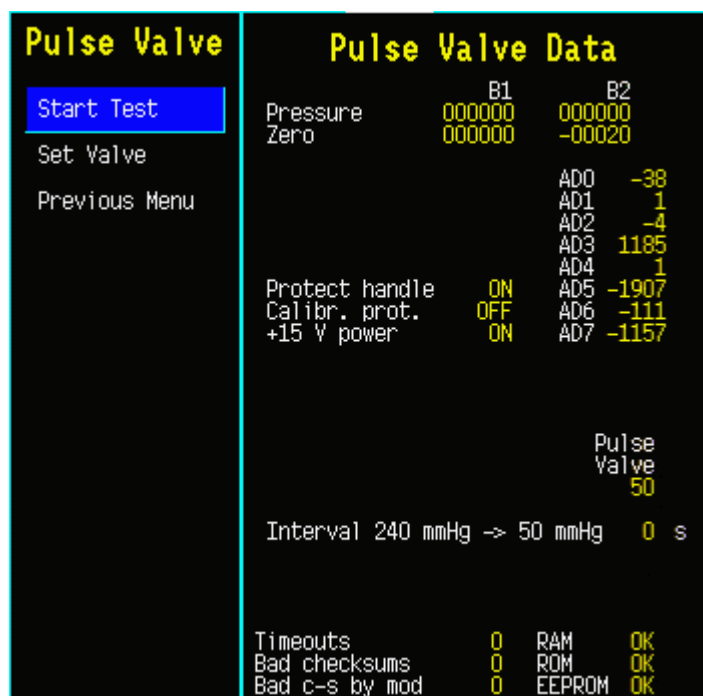 Pulse Valve
Start Test
Set Valve
Previous Menu
Pulse Valve Data
B1 B2
Pressure 000000 000000
Zero 000000 -00020
AD0 -38
AD1 1
AD2 -4
AD3 1185
AD4 1
Protect handle ON AD5 -1907
Calibr. prot. OFF AD6 -111
+15 V power ON AD7 -1157
Pulse
Valve
50
Interval 240 mmHg -> 50 mmHg 0 s
Timeouts 0 RAM OK
Bad checksums 0 ROM OK
Bad c-s by mod 0 EEPROM OK